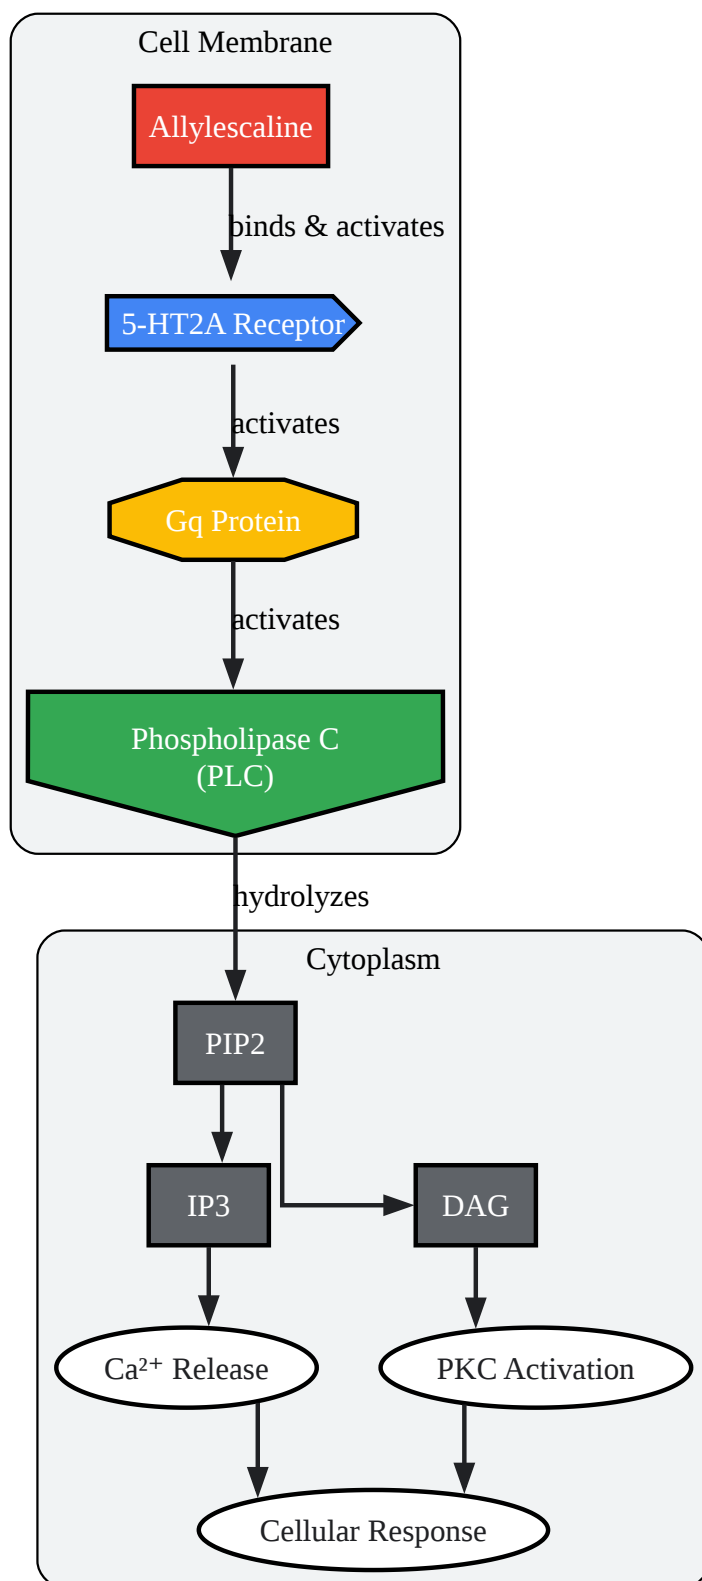 Cell Membrane
Allylescaline
binds & activates
5-HT2A Receptor
activates
Gq Protein
activates
Phospholipase C
(PLC)
hydrolyzes
Cytoplasm
PIP2
IP3
DAG
Ca²⁺ Release
PKC Activation
Cellular Response